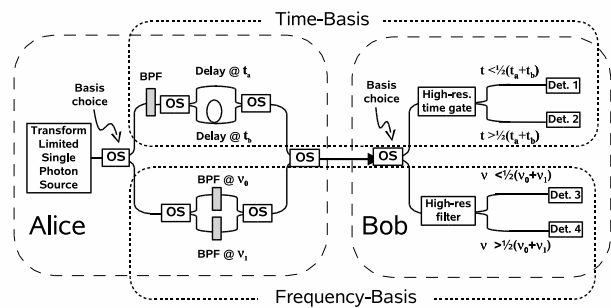 Time-Basis
BPF
Delay @ tₐ
Basis choice
OS
OS
Delay @ t_b
Transform Limited Single Photon Source
OS
OS
BPF @ ν₀
OS
OS
BPF @ ν₁
Alice
Basis choice
OS
High-res. time gate
t <½(tₐ+t_b)
Det. 1
Det. 2
t >½(tₐ+t_b)
ν <½(ν₀+ν₁)
High-res filter
Det. 3
Det. 4
ν >½(ν₀+ν₁)
Bob
Frequency-Basis